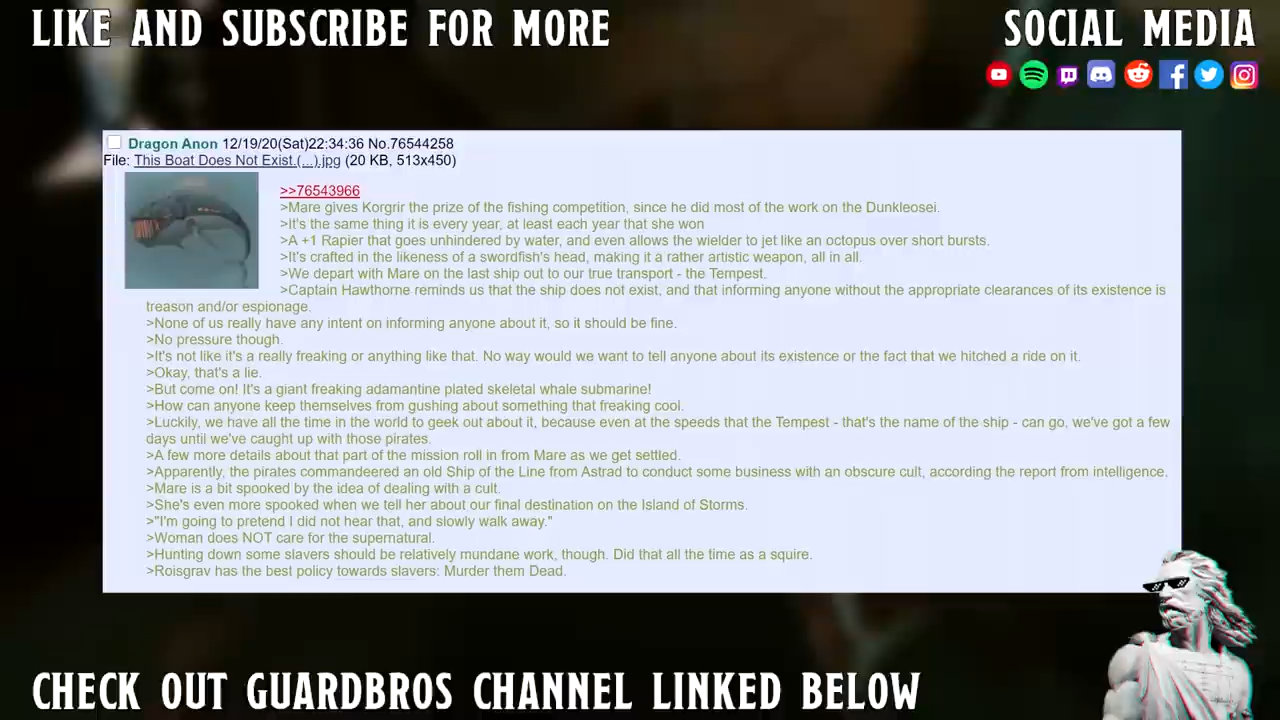 LIKE AND SUBSCRIBE FOR MORE
SOCIAL MEDIA
Dragon Anon 12/19/20(Sat)22:34:36 No.76544258
File: This Boat Does Not Exist.(...).jpg (20 KB, 513x450)
>>76543966
>Mare gives Korgrir the prize of the fishing competition, since he did most of the work on the Dunkleosei.
>It's the same thing it is every year, at least each year that she won
>A +1 Rapier that goes unhindered by water, and even allows the wielder to jet like an octopus over short bursts.
>It's crafted in the likeness of a swordfish's head, making it a rather artistic weapon, all in all.
>We depart with Mare on the last ship out to our true transport - the Tempest.
>Captain Hawthorne reminds us that the ship does not exist, and that informing anyone without the appropriate clearances of its existence is
treason and/or espionage.
>None of us really have any intent on informing anyone about it, so it should be fine.
>No pressure though.
>It's not like it's a really freaking or anything like that. No way would we want to tell anyone about its existence or the fact that we hitched a ride on it.
>Okay, that's a lie.
>But come on! It's a giant freaking adamantine plated skeletal whale submarine!
>How can anyone keep themselves from gushing about something that freaking cool.
>Luckily, we have all the time in the world to geek out about it, because even at the speeds that the Tempest - that's the name of the ship - can go, we've got a few
days until we've caught up with those pirates.
>A few more details about that part of the mission roll in from Mare as we get settled.
>Apparently, the pirates commandeered an old Ship of the Line from Astrad to conduct some business with an obscure cult, according the report from intelligence.
>Mare is a bit spooked by the idea of dealing with a cult.
>She's even more spooked when we tell her about our final destination on the Island of Storms.
>"I'm going to pretend I did not hear that, and slowly walk away."
>Woman does NOT care for the supernatural.
>Hunting down some slavers should be relatively mundane work, though. Did that all the time as a squire.
>Roisgrav has the best policy towards slavers: Murder them Dead.
CHECK OUT GUARDBROS CHANNEL LINKED BELOW